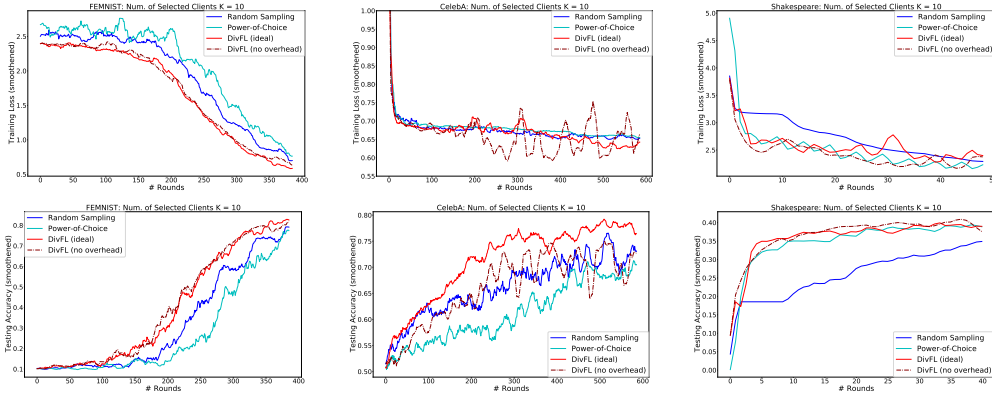 FEMNIST: Num. of Selected Clients K = 10
Training Loss (smoothened)
2.5
2.0
1.5
1.0
0.5
Random Sampling
Power-of-Choice
DivFL (ideal)
DivFL (no overhead)
0 50 100 150 200 250 300 350 400
# Rounds
CelebA: Num. of Selected Clients K = 10
Training Loss (smoothened)
1.00
0.95
0.90
0.85
0.80
0.75
0.70
0.65
0.60
0.55
Random Sampling
Power-of-Choice
DivFL (ideal)
DivFL (no overhead)
0 100 200 300 400 500 600
# Rounds
Shakespeare: Num. of Selected Clients K = 10
Training Loss (smoothened)
5.0
4.5
4.0
3.5
3.0
2.5
Random Sampling
Power-of-Choice
DivFL (ideal)
DivFL (no overhead)
0 10 20 30 40
# Rounds
FEMNIST: Num. of Selected Clients K = 10
Testing Accuracy (smoothened)
0.8
0.7
0.6
0.5
0.4
0.3
0.2
0.1
Random Sampling
Power-of-Choice
DivFL (ideal)
DivFL (no overhead)
0 50 100 150 200 250 300 350 400
# Rounds
CelebA: Num. of Selected Clients K = 10
Testing Accuracy (smoothened)
0.80
0.75
0.70
0.65
0.60
0.55
0.50
Random Sampling
Power-of-Choice
DivFL (ideal)
DivFL (no overhead)
0 100 200 300 400 500 600
# Rounds
Shakespeare: Num. of Selected Clients K = 10
Testing Accuracy (smoothened)
0.40
0.35
0.30
0.25
0.20
0.15
0.10
0.05
0.00
Random Sampling
Power-of-Choice
DivFL (ideal)
DivFL (no overhead)
0 5 10 15 20 25 30 35 40
# Rounds